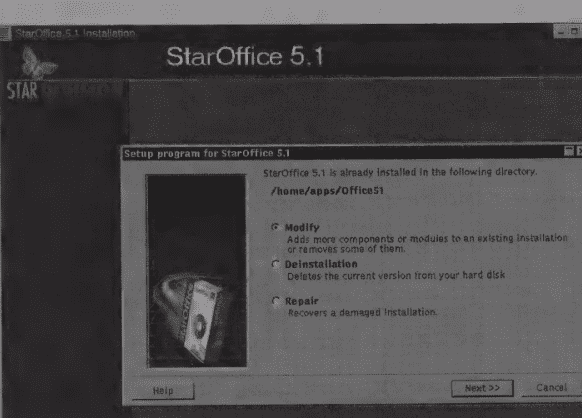 StarOffice 5.1 Installation
StarOffice 5.1
STAR
Setup program for StarOffice 5.1
StarOffice 5.1 is already installed in the following directory.
/home/apps/Office51
Modify
Adds more components or modules to an existing installation
or removes some of them.
Deinstallation
Deletes the current version from your hard disk
Repair
Recovers a damaged installation.
Help
Next >>
Cancel